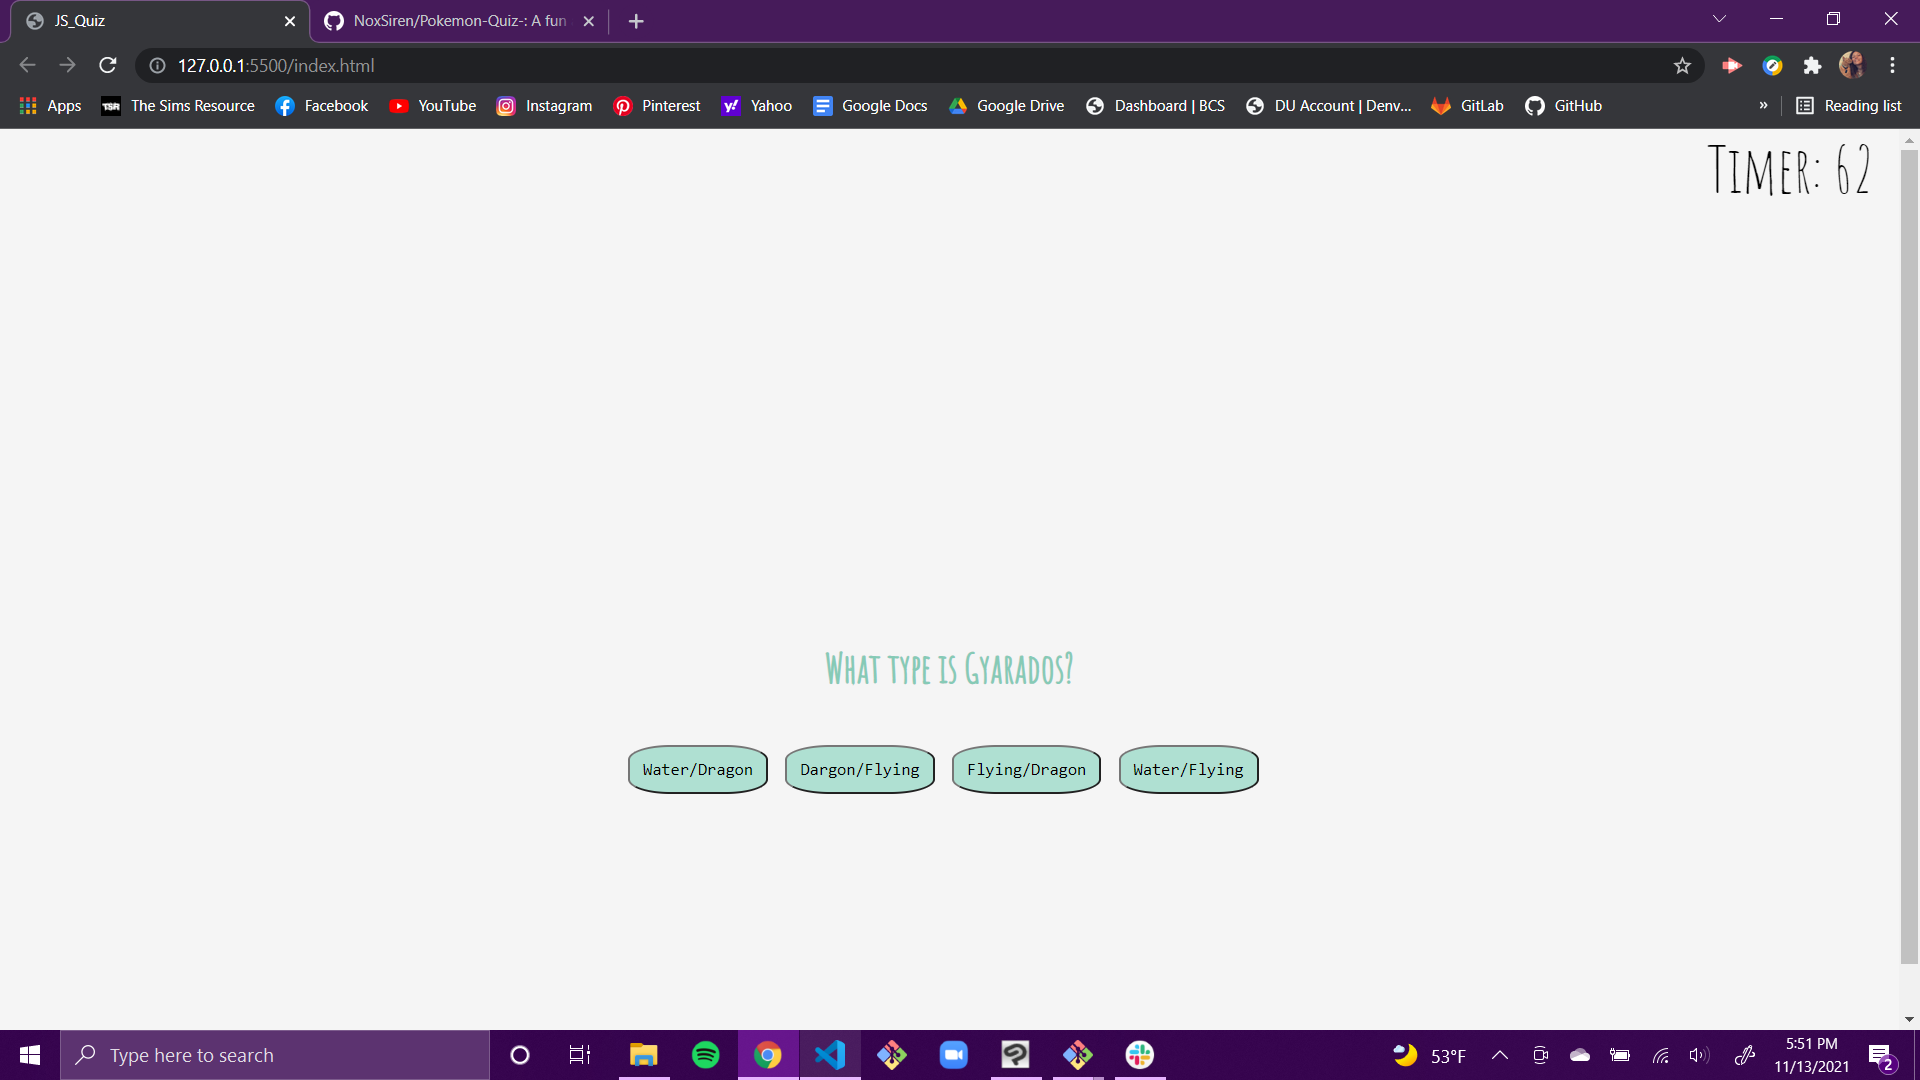 JS_Quiz
NoxSiren/Pokemon-Quiz-: A fun
127.0.0.1:5500/index.html
Apps TSR The Sims Resource Facebook YouTube Instagram Pinterest Yahoo Google Docs Google Drive Dashboard | BCS DU Account | Denv... GitLab GitHub » Reading list
Timer: 62
What type is Gyarados?
Water/Dragon Dargon/Flying Flying/Dragon Water/Flying
Type here to search
53°F
5:51 PM
11/13/2021
2